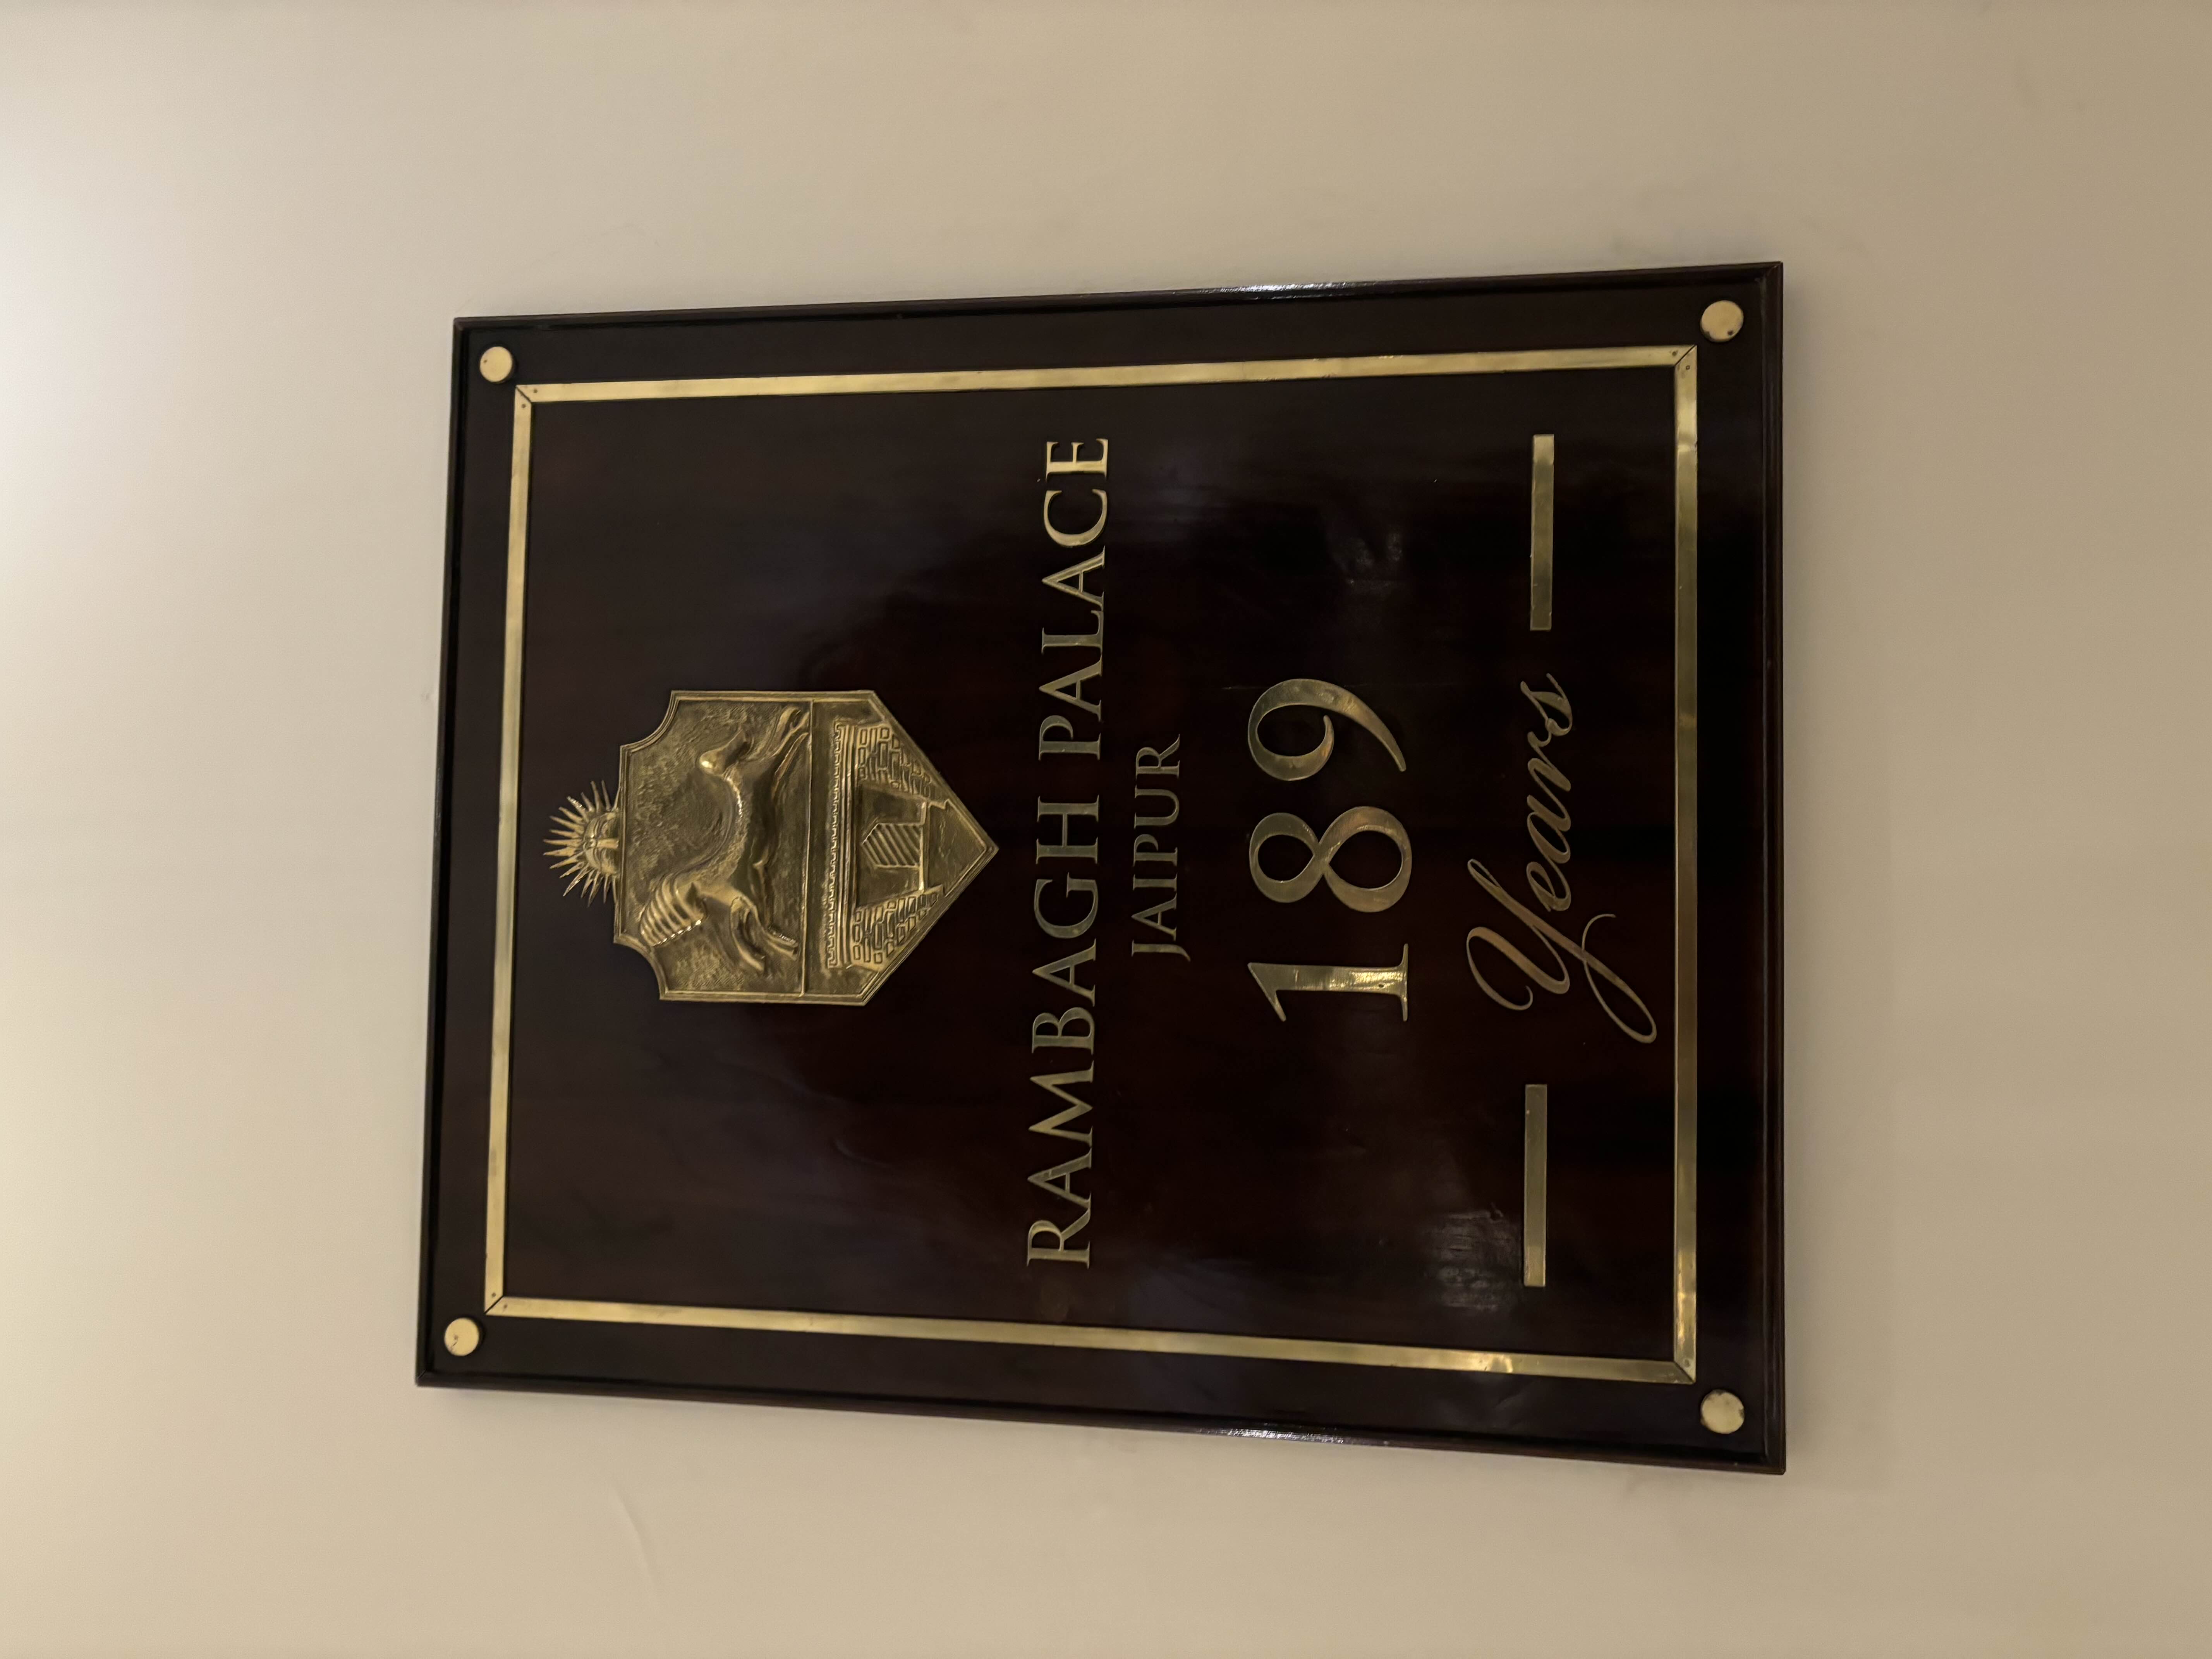 RAMBAGH PALACE
JAIPUR
189
Years